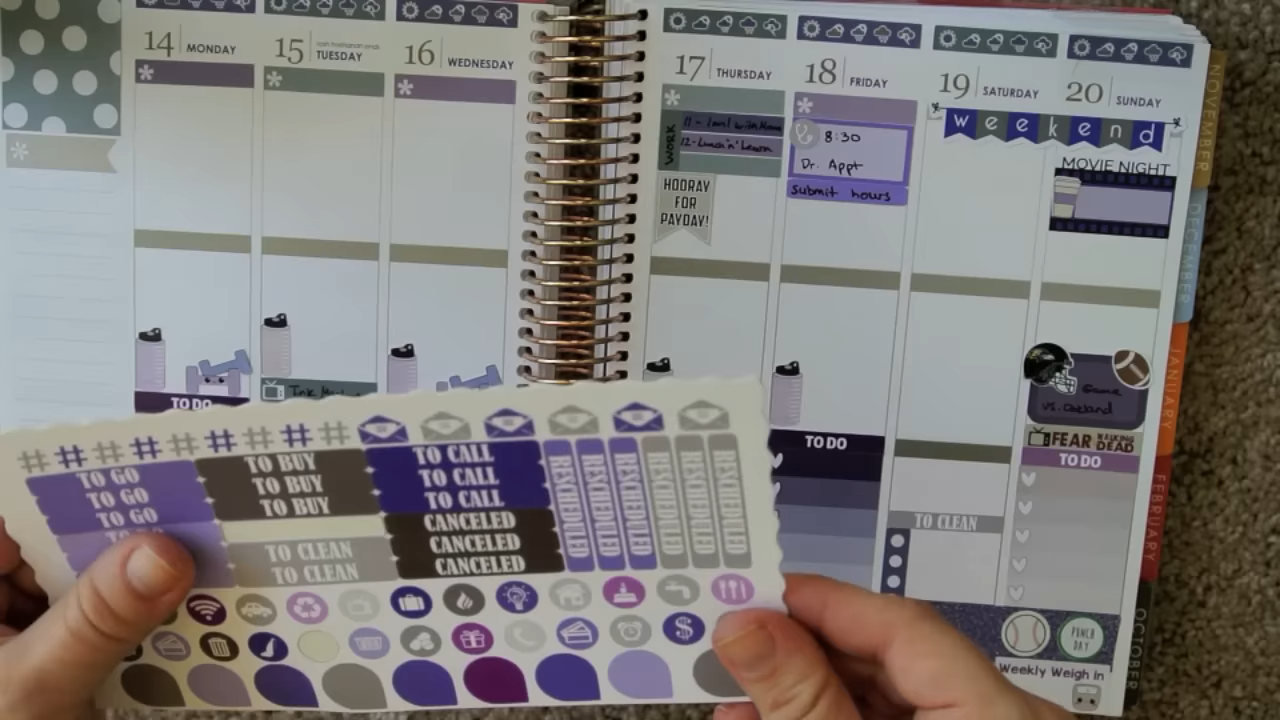 14 MONDAY
15 TUESDAY
16 WEDNESDAY
17 THURSDAY
18 FRIDAY
19 SATURDAY
20 SUNDAY
weekend
WORK
HOORAY
FOR
PAYDAY!
8:30
Dr. Appt
Submit hours
MOVIE NIGHT
TO DO
TO DO
Game
FEAR WALKING DEAD
TO DO
TO CLEAN
PUNCH
DAY
Weekly Weigh in
NOVEMBER
DECEMBER
JANUARY
FEBRUARY
OCTOBER
# # # # # # # # #
TO GO
TO GO
TO GO
TO BUY
TO BUY
TO BUY
TO CLEAN
TO CLEAN
TO CALL
TO CALL
TO CALL
CANCELED
CANCELED
CANCELED
RESCHEDULED
RESCHEDULED
RESCHEDULED
RESCHEDULED
RESCHEDULED
RESCHEDULED
$